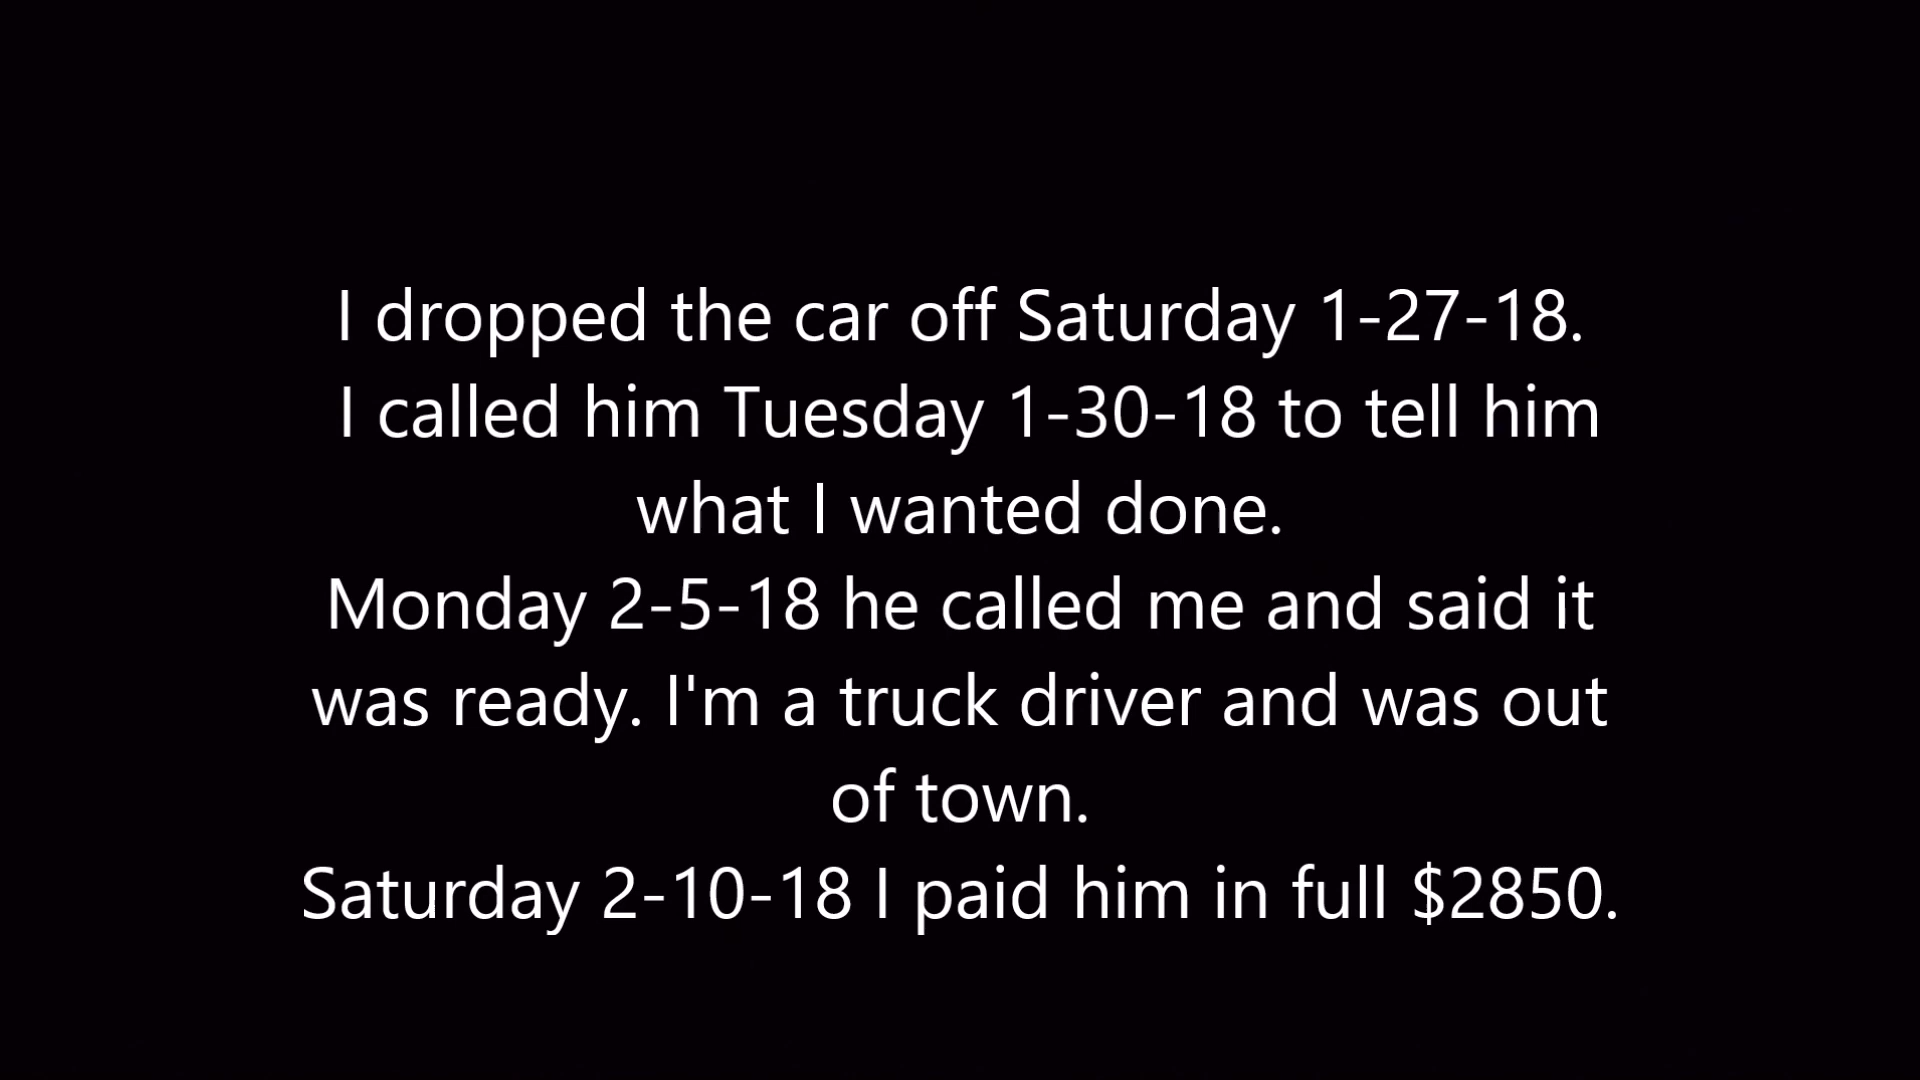 I dropped the car off Saturday 1-27-18.
I called him Tuesday 1-30-18 to tell him
what I wanted done.
Monday 2-5-18 he called me and said it
was ready. I'm a truck driver and was out
of town.
Saturday 2-10-18 I paid him in full $2850.